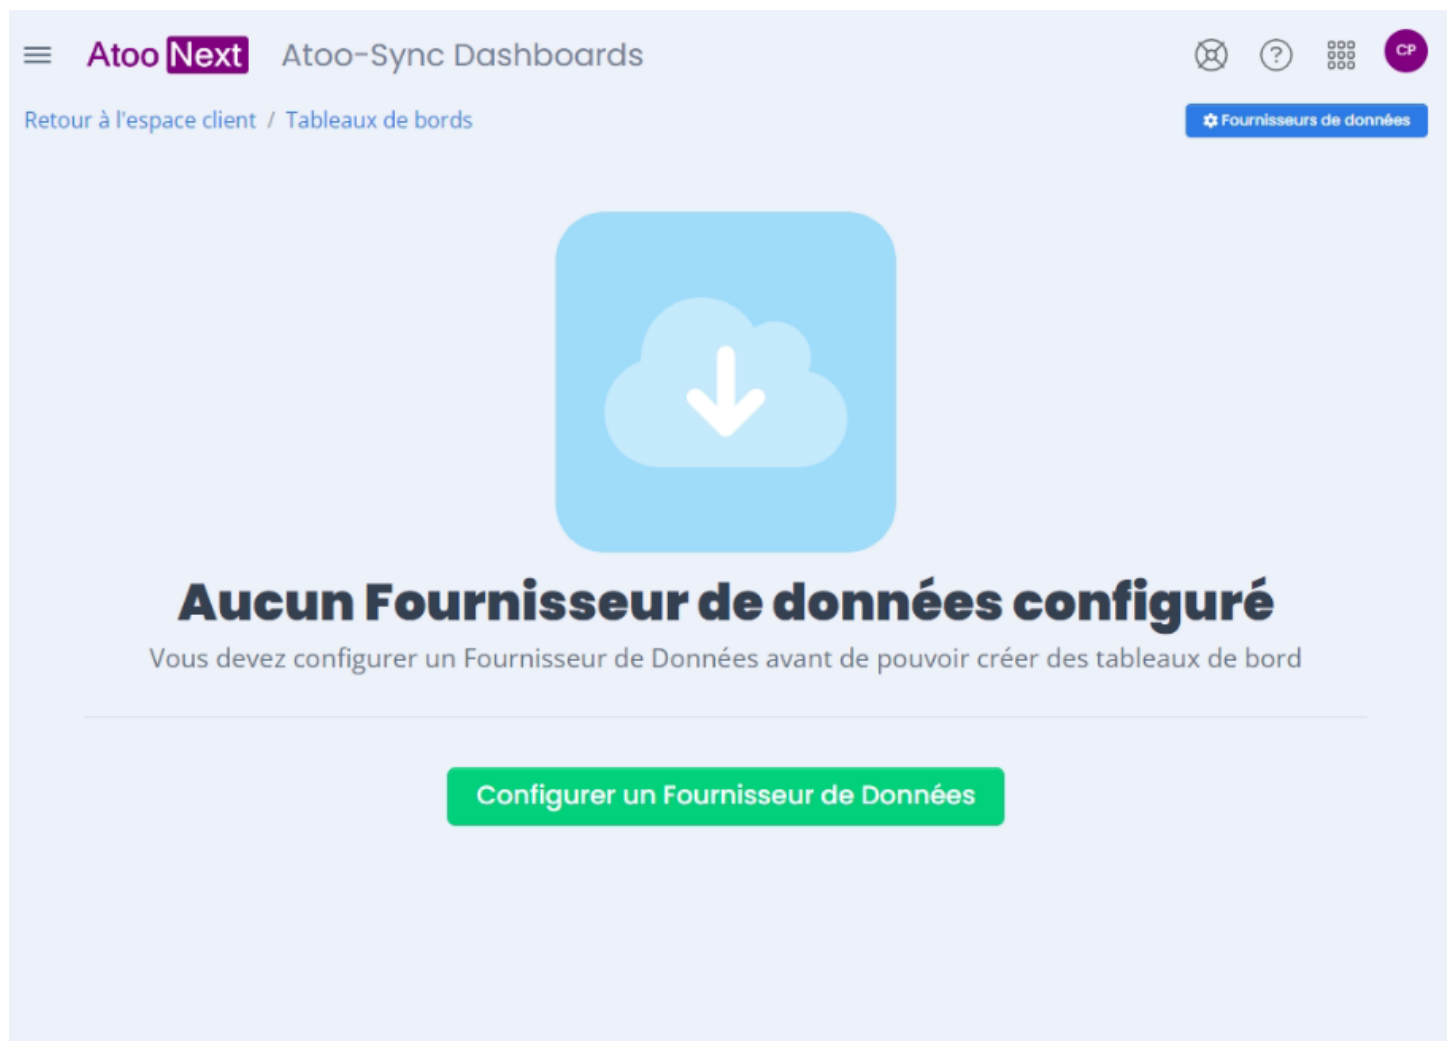 Atoo Next Atoo-Sync Dashboards CP
Retour à l'espace client / Tableaux de bords Fournisseurs de données
Aucun Fournisseur de données configuré
Vous devez configurer un Fournisseur de Données avant de pouvoir créer des tableaux de bord
Configurer un Fournisseur de Données